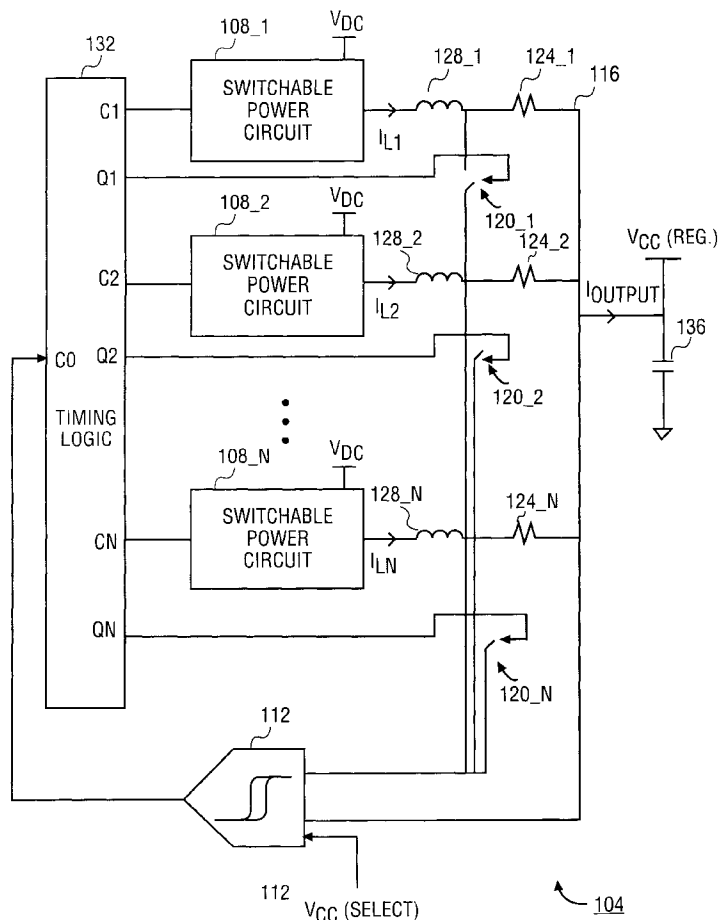 VDC
108_1
132
128_1
124_1
116
C1
SWITCHABLE
POWER
CIRCUIT
IL1
Q1
VDC
120_1
108_2
128_2
124_2
VCC (REG.)
C2
SWITCHABLE
POWER
CIRCUIT
IL2
IOUTPUT
136
C0
Q2
120_2
TIMING
LOGIC
VDC
108_N
128_N
124_N
CN
SWITCHABLE
POWER
CIRCUIT
ILN
QN
120_N
112
112
VCC (SELECT)
104